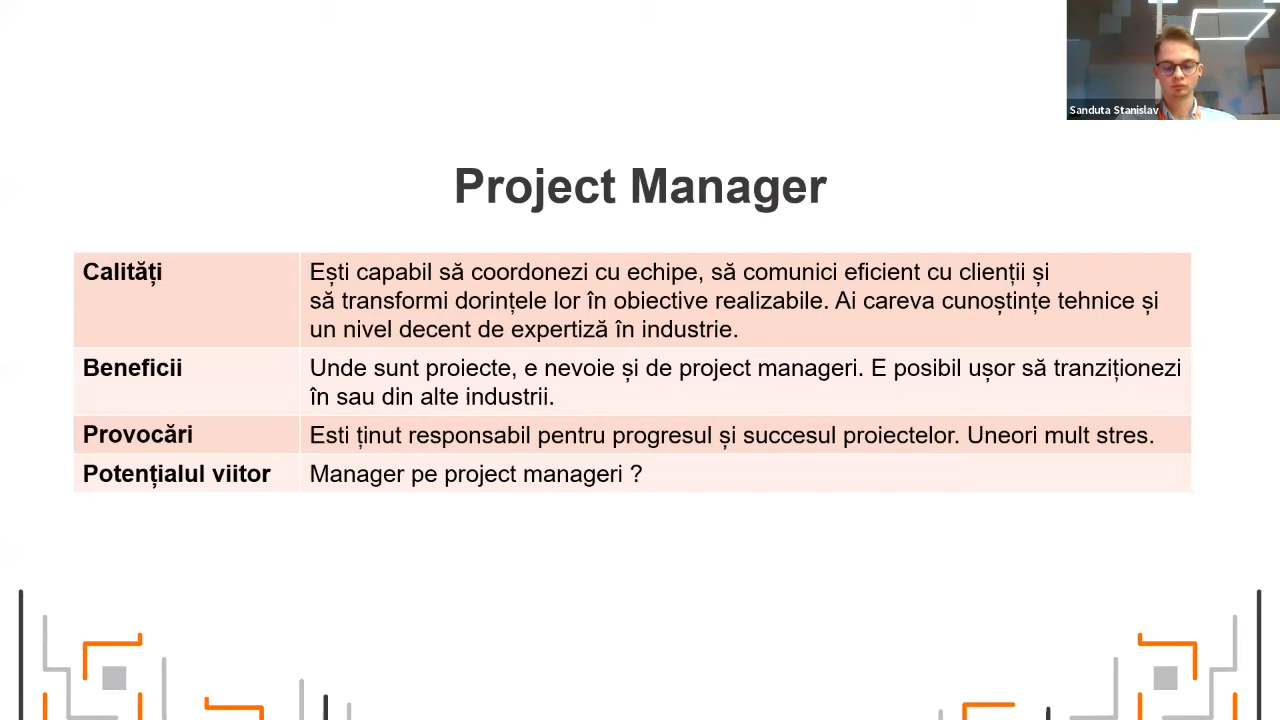 Sanduta Stanislav
Project Manager
Calități
Ești capabil să coordonezi cu echipe, să comunici eficient cu clienții și
să transformi dorințele lor în obiective realizabile. Ai careva cunoștințe tehnice și
un nivel decent de expertiză în industrie.
Beneficii
Unde sunt proiecte, e nevoie și de project manageri. E posibil ușor să tranziționezi
în sau din alte industrii.
Provocări
Esti ținut responsabil pentru progresul și succesul proiectelor. Uneori mult stres.
Potențialul viitor
Manager pe project manageri ?